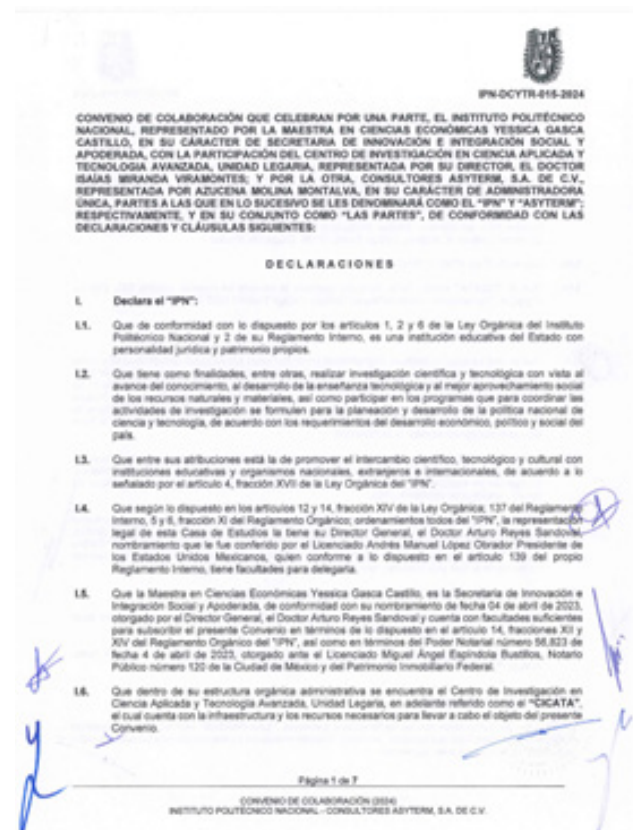 IPN-DCYTR-015-2024
CONVENIO DE COLABORACIÓN QUE CELEBRAN POR UNA PARTE, EL INSTITUTO POLITÉCNICO
NACIONAL, REPRESENTADO POR LA MAESTRA EN CIENCIAS ECONÓMICAS YESSICA GASCA
CASTILLO, EN SU CARÁCTER DE SECRETARIA DE INNOVACIÓN E INTEGRACIÓN SOCIAL Y
APODERADA, CON LA PARTICIPACIÓN DEL CENTRO DE INVESTIGACIÓN EN CIENCIA APLICADA Y
TECNOLOGÍA AVANZADA, UNIDAD LEGARIA, REPRESENTADA POR SU DIRECTOR, EL DOCTOR
ISAÍAS MIRANDA VIRAMONTES; Y POR LA OTRA, CONSULTORES ASYTERM, S.A. DE C.V.,
REPRESENTADA POR AZUCENA MOLINA MONTALVA, EN SU CARÁCTER DE ADMINISTRADORA
ÚNICA, PARTES A LAS QUE EN LO SUCESIVO SE LES DENOMINARÁ COMO EL "IPN" Y "ASYTERM";
RESPECTIVAMENTE, Y EN SU CONJUNTO COMO "LAS PARTES", DE CONFORMIDAD CON LAS
DECLARACIONES Y CLÁUSULAS SIGUIENTES:
DECLARACIONES
I. Declara el "IPN":
I.1. Que de conformidad con lo dispuesto por los artículos 1, 2 y 6 de la Ley Orgánica del Instituto
Politécnico Nacional y 2 de su Reglamento Interno, es una institución educativa del Estado con
personalidad jurídica y patrimonio propios.
I.2. Que tiene como finalidades, entre otras, realizar investigación científica y tecnológica con vista al
avance del conocimiento, al desarrollo de la enseñanza tecnológica y al mejor aprovechamiento social
de los recursos naturales y materiales, así como participar en los programas que para coordinar las
actividades de investigación se formulen para la planeación y desarrollo de la política nacional de
ciencia y tecnología, de acuerdo con los requerimientos del desarrollo económico, político y social del
país.
I.3. Que entre sus atribuciones está la de promover el intercambio científico, tecnológico y cultural con
instituciones educativas y organismos nacionales, extranjeros e internacionales, de acuerdo a lo
señalado por el artículo 4, fracción XVII de la Ley Orgánica del "IPN".
I.4. Que según lo dispuesto en los artículos 12 y 14, fracción XIV de la Ley Orgánica; 137 del Reglamento
Interno, 5 y 6, fracción XI del Reglamento Orgánico; ordenamientos todos del "IPN", la representación
legal de esta Casa de Estudios la tiene su Director General, el Doctor Arturo Reyes Sandoval,
nombramiento que le fue conferido por el Licenciado Andrés Manuel López Obrador Presidente de
los Estados Unidos Mexicanos, quien conforme a lo dispuesto en el artículo 139 del propio
Reglamento Interno, tiene facultades para delegarla.
I.5. Que la Maestra en Ciencias Económicas Yessica Gasca Castillo, es la Secretaria de Innovación e
Integración Social y Apoderada, de conformidad con su nombramiento de fecha 04 de abril de 2023,
otorgado por el Director General, el Doctor Arturo Reyes Sandoval y cuenta con facultades suficientes
para subscribir el presente Convenio en términos de lo dispuesto en el artículo 14, fracciones XII y
XIV del Reglamento Orgánico del "IPN", así como en términos del Poder Notarial número 56,823 de
fecha 4 de abril de 2023, otorgado ante el Licenciado Miguel Ángel Espíndola Bustillos, Notario
Público número 120 de la Ciudad de México y del Patrimonio Inmobiliario Federal.
I.6. Que dentro de su estructura orgánica administrativa se encuentra el Centro de Investigación en
Ciencia Aplicada y Tecnología Avanzada, Unidad Legaria, en adelante referido como el "CICATA",
el cual cuenta con la infraestructura y los recursos necesarios para llevar a cabo el objeto del presente
Convenio.
Página 1 de 7
CONVENIO DE COLABORACIÓN (2024)
INSTITUTO POLITÉCNICO NACIONAL - CONSULTORES ASYTERM, S.A. DE C.V.